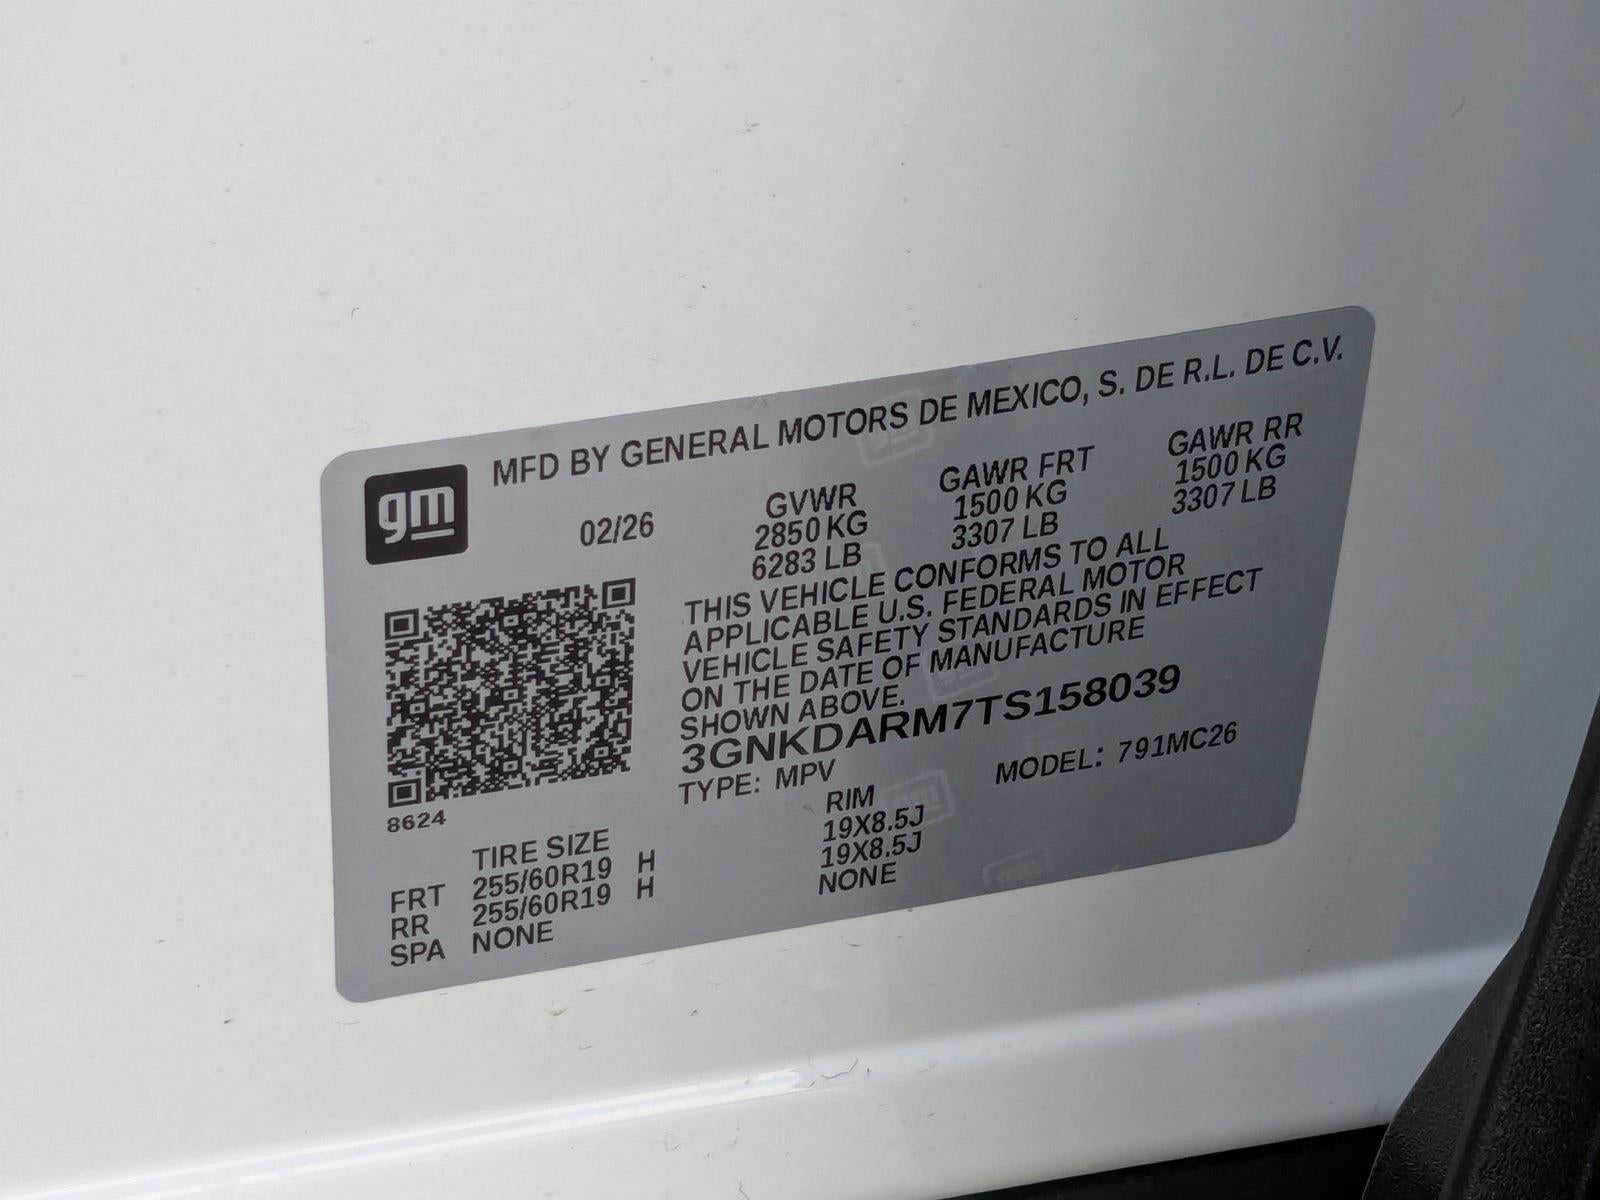 gm MFD BY GENERAL MOTORS DE MEXICO, S. DE R.L. DE C.V.
02/26 GVWR GAWR FRT GAWR RR
2850 KG 1500 KG 1500 KG
6283 LB 3307 LB 3307 LB
THIS VEHICLE CONFORMS TO ALL
APPLICABLE U.S. FEDERAL MOTOR
VEHICLE SAFETY STANDARDS IN EFFECT
ON THE DATE OF MANUFACTURE
SHOWN ABOVE.
3GNKDARM7TS158039
TYPE: MPV MODEL: 791MC26
8624
TIRE SIZE RIM
FRT 255/60R19 H 19X8.5J
RR 255/60R19 H 19X8.5J
SPA NONE NONE